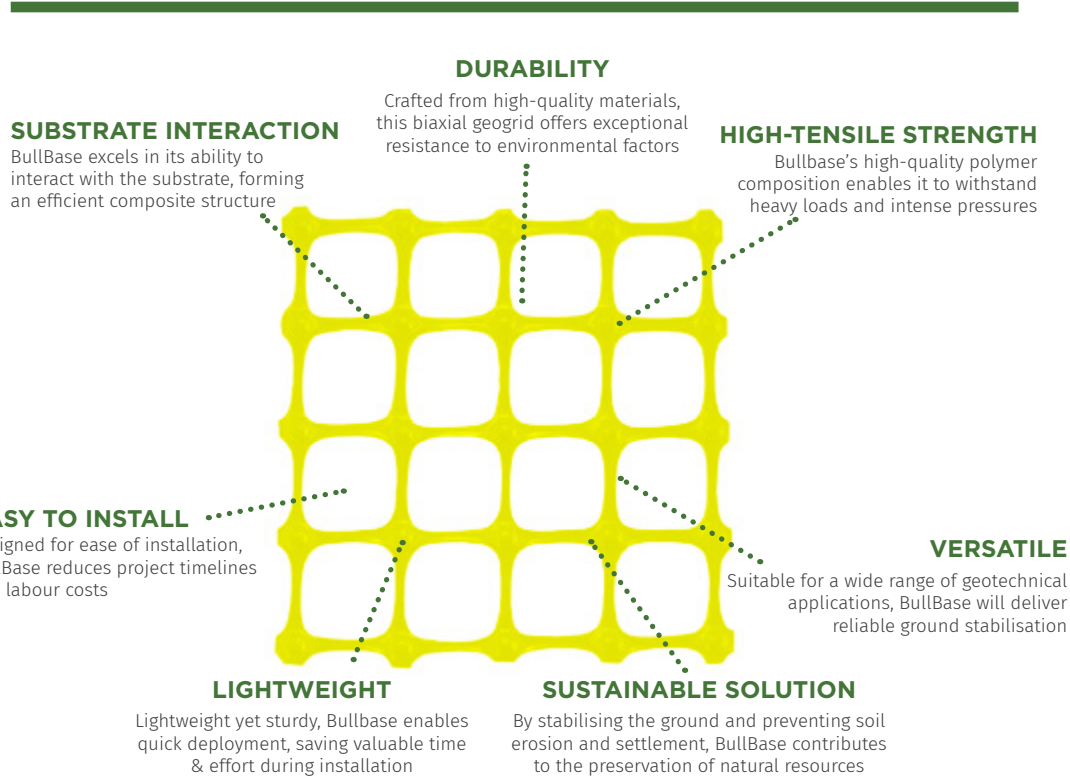 DURABILITY
Crafted from high-quality materials,
this biaxial geogrid offers exceptional
resistance to environmental factors
SUBSTRATE INTERACTION
BullBase excels in its ability to
interact with the substrate, forming
an efficient composite structure
HIGH-TENSILE STRENGTH
Bullbase's high-quality polymer
composition enables it to withstand
heavy loads and intense pressures
ASY TO INSTALL
igned for ease of installation,
lBase reduces project timelines
labour costs
VERSATILE
Suitable for a wide range of geotechnical
applications, BullBase will deliver
reliable ground stabilisation
LIGHTWEIGHT
Lightweight yet sturdy, Bullbase enables
quick deployment, saving valuable time
& effort during installation
SUSTAINABLE SOLUTION
By stabilising the ground and preventing soil
erosion and settlement, BullBase contributes
to the preservation of natural resources